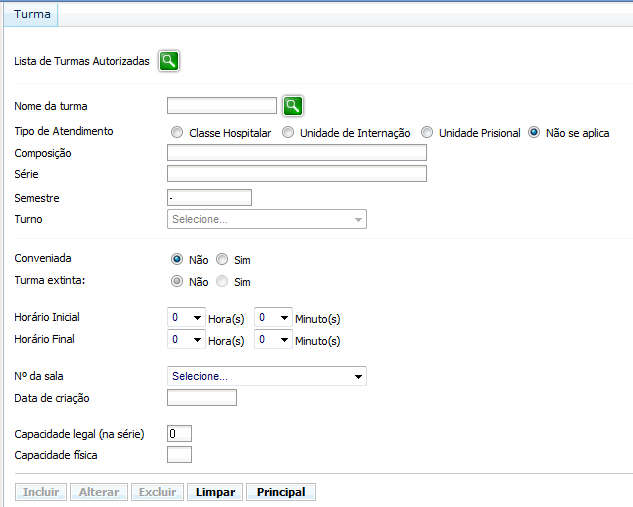 Turma
Lista de Turmas Autorizadas
Nome da turma
Tipo de Atendimento Classe Hospitalar Unidade de Internação Unidade Prisional Não se aplica
Composição
Série
Semestre -
Turno Selecione...
Conveniada Não Sim
Turma extinta: Não Sim
Horário Inicial 0 Hora(s) 0 Minuto(s)
Horário Final 0 Hora(s) 0 Minuto(s)
Nº da sala Selecione...
Data de criação
Capacidade legal (na série) 0
Capacidade física
Incluir Alterar Excluir Limpar Principal